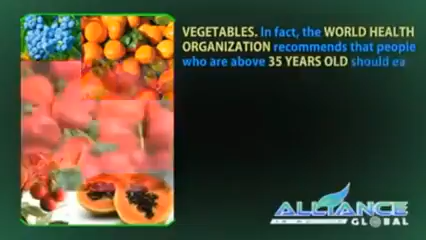 VEGETABLES. In fact, the WORLD HEALTH
ORGANIZATION recommends that people
who are above 35 YEARS OLD should ea
ALLIANCE
GLOBAL